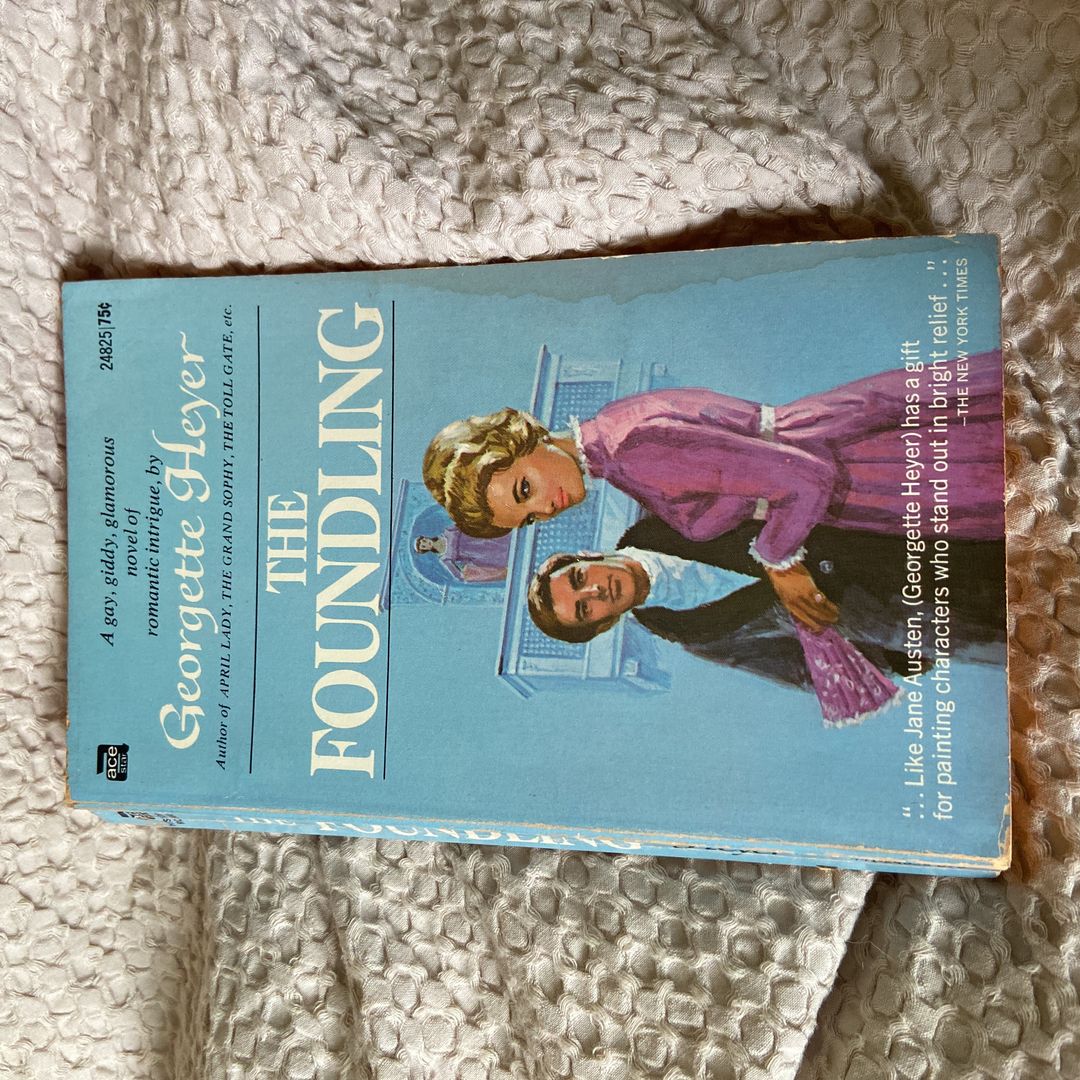 ace
star
24825|75¢
A gay, giddy, glamorous
novel of
romantic intrigue, by
Georgette Heyer
Author of APRIL LADY, THE GRAND SOPHY, THE TOLL GATE, etc.
THE
FOUNDLING
“... Like Jane Austen, (Georgette Heyer) has a gift
for painting characters who stand out in bright relief ...”
–THE NEW YORK TIMES
THE FOUNDLING